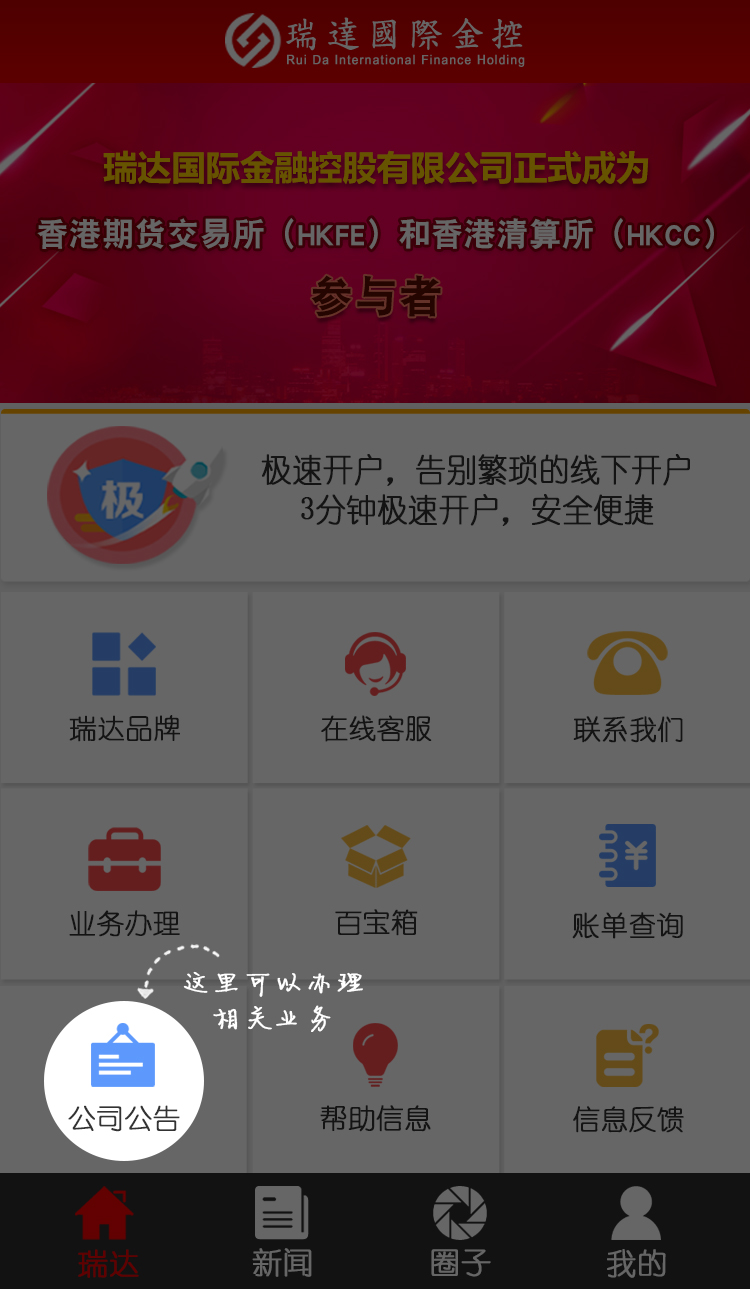 瑞達國際金控
Rui Da International Finance Holding
瑞达国际金融控股有限公司正式成为
香港期货交易所（HKFE）和香港清算所（HKCC）
参与者
极
极速开户，告别繁琐的线下开户
3分钟极速开户，安全便捷
瑞达品牌
在线客服
联系我们
¥
业务办理
百宝箱
账单查询
这里可以办理
相关业务
?
公司公告
帮助信息
信息反馈
瑞达
新闻
圈子
我的